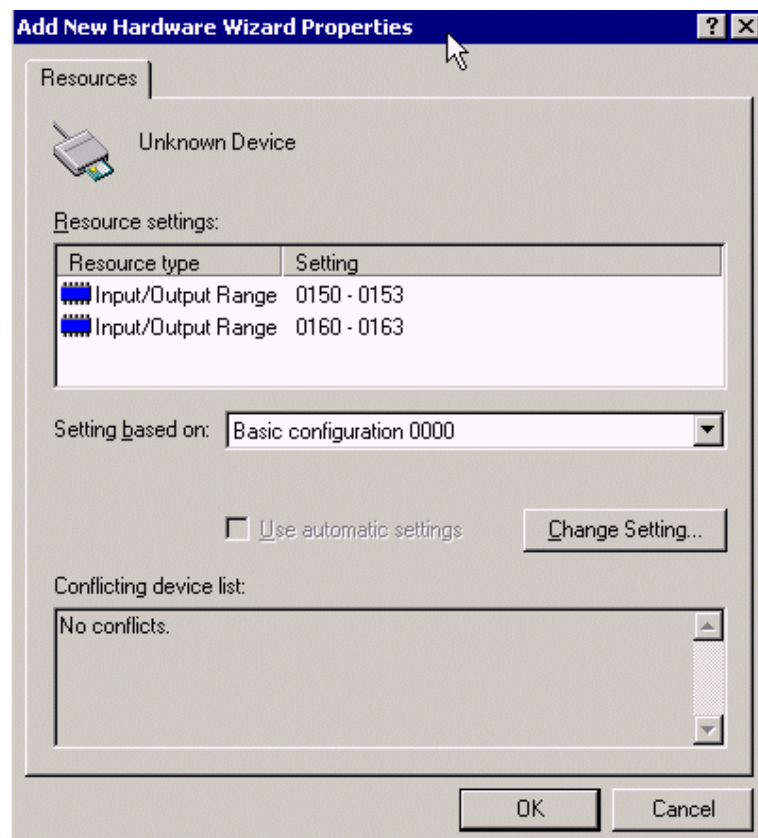 Add New Hardware Wizard Properties
Resources
Unknown Device
Resource settings:
Resource type Setting
Input/Output Range 0150 - 0153
Input/Output Range 0160 - 0163
Setting based on: Basic configuration 0000
Use automatic settings Change Setting...
Conflicting device list:
No conflicts.
OK Cancel